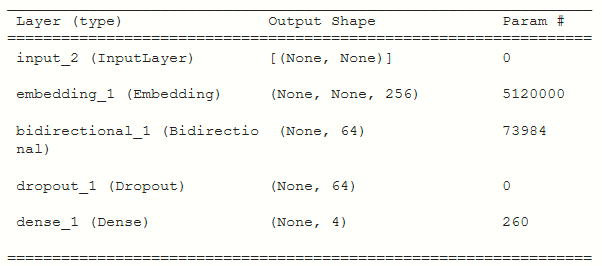 Layer (type) Output Shape Param #
=================================================================
input_2 (InputLayer) [(None, None)] 0
embedding_1 (Embedding) (None, None, 256) 5120000
bidirectional_1 (Bidirectio (None, 64) 73984
nal)
dropout_1 (Dropout) (None, 64) 0
dense_1 (Dense) (None, 4) 260
=================================================================